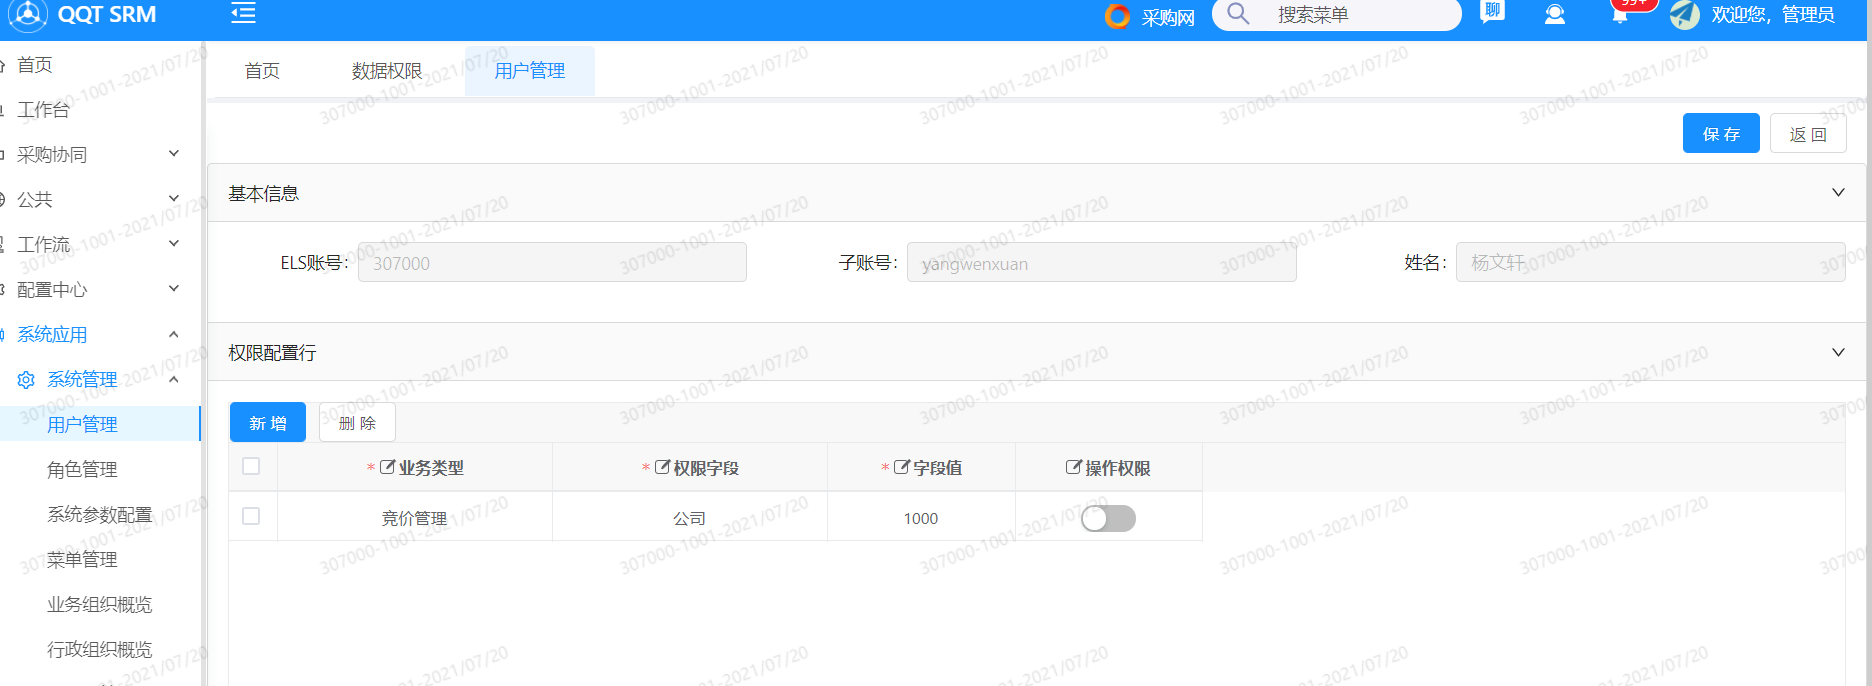 QQT SRM
采购网
搜索菜单
聊
99+
欢迎您，管理员
首页
工作台
采购协同
公共
工作流
配置中心
系统应用
系统管理
用户管理
角色管理
系统参数配置
菜单管理
业务组织概览
行政组织概览
首页 数据权限 用户管理
保存 返回
基本信息
ELS账号: 307000 子账号: yangwenxuan 姓名: 杨文轩
权限配置行
新增 删除
* 业务类型 * 权限字段 * 字段值 操作权限
竞价管理 公司 1000
307000-1001-2021/07/20